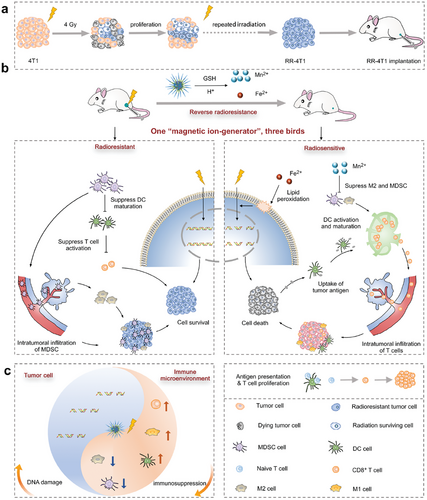 a
4 Gy
proliferation
repeated irradiation
4T1
RR-4T1
RR-4T1 implantation
b
GSH
H⁺
Mn²⁺
Fe²⁺
Reverse radioresistance
One "magnetic ion-generator", three birds
Radioresistant
Radiosensitive
Suppress DC
maturation
Suppress T cell
activation
Intratumoral infiltration
of MDSC
Cell survival
Fe²⁺
Lipid
peroxidation
Mn²⁺
Supress M2 and MDSC
DC activation
and maturation
Uptake of
tumor antigen
Cell death
Intratumoral infiltration
of T cells
c
Tumor cell
Immune
microenvironment
DNA damage
immunosuppression
Antigen presentation
& T cell proliferation
Tumor cell
Radioresistant tumor cell
Dying tumor cell
Radiation surviving cell
MDSC cell
DC cell
Naive T cell
CD8⁺ T cell
M2 cell
M1 cell